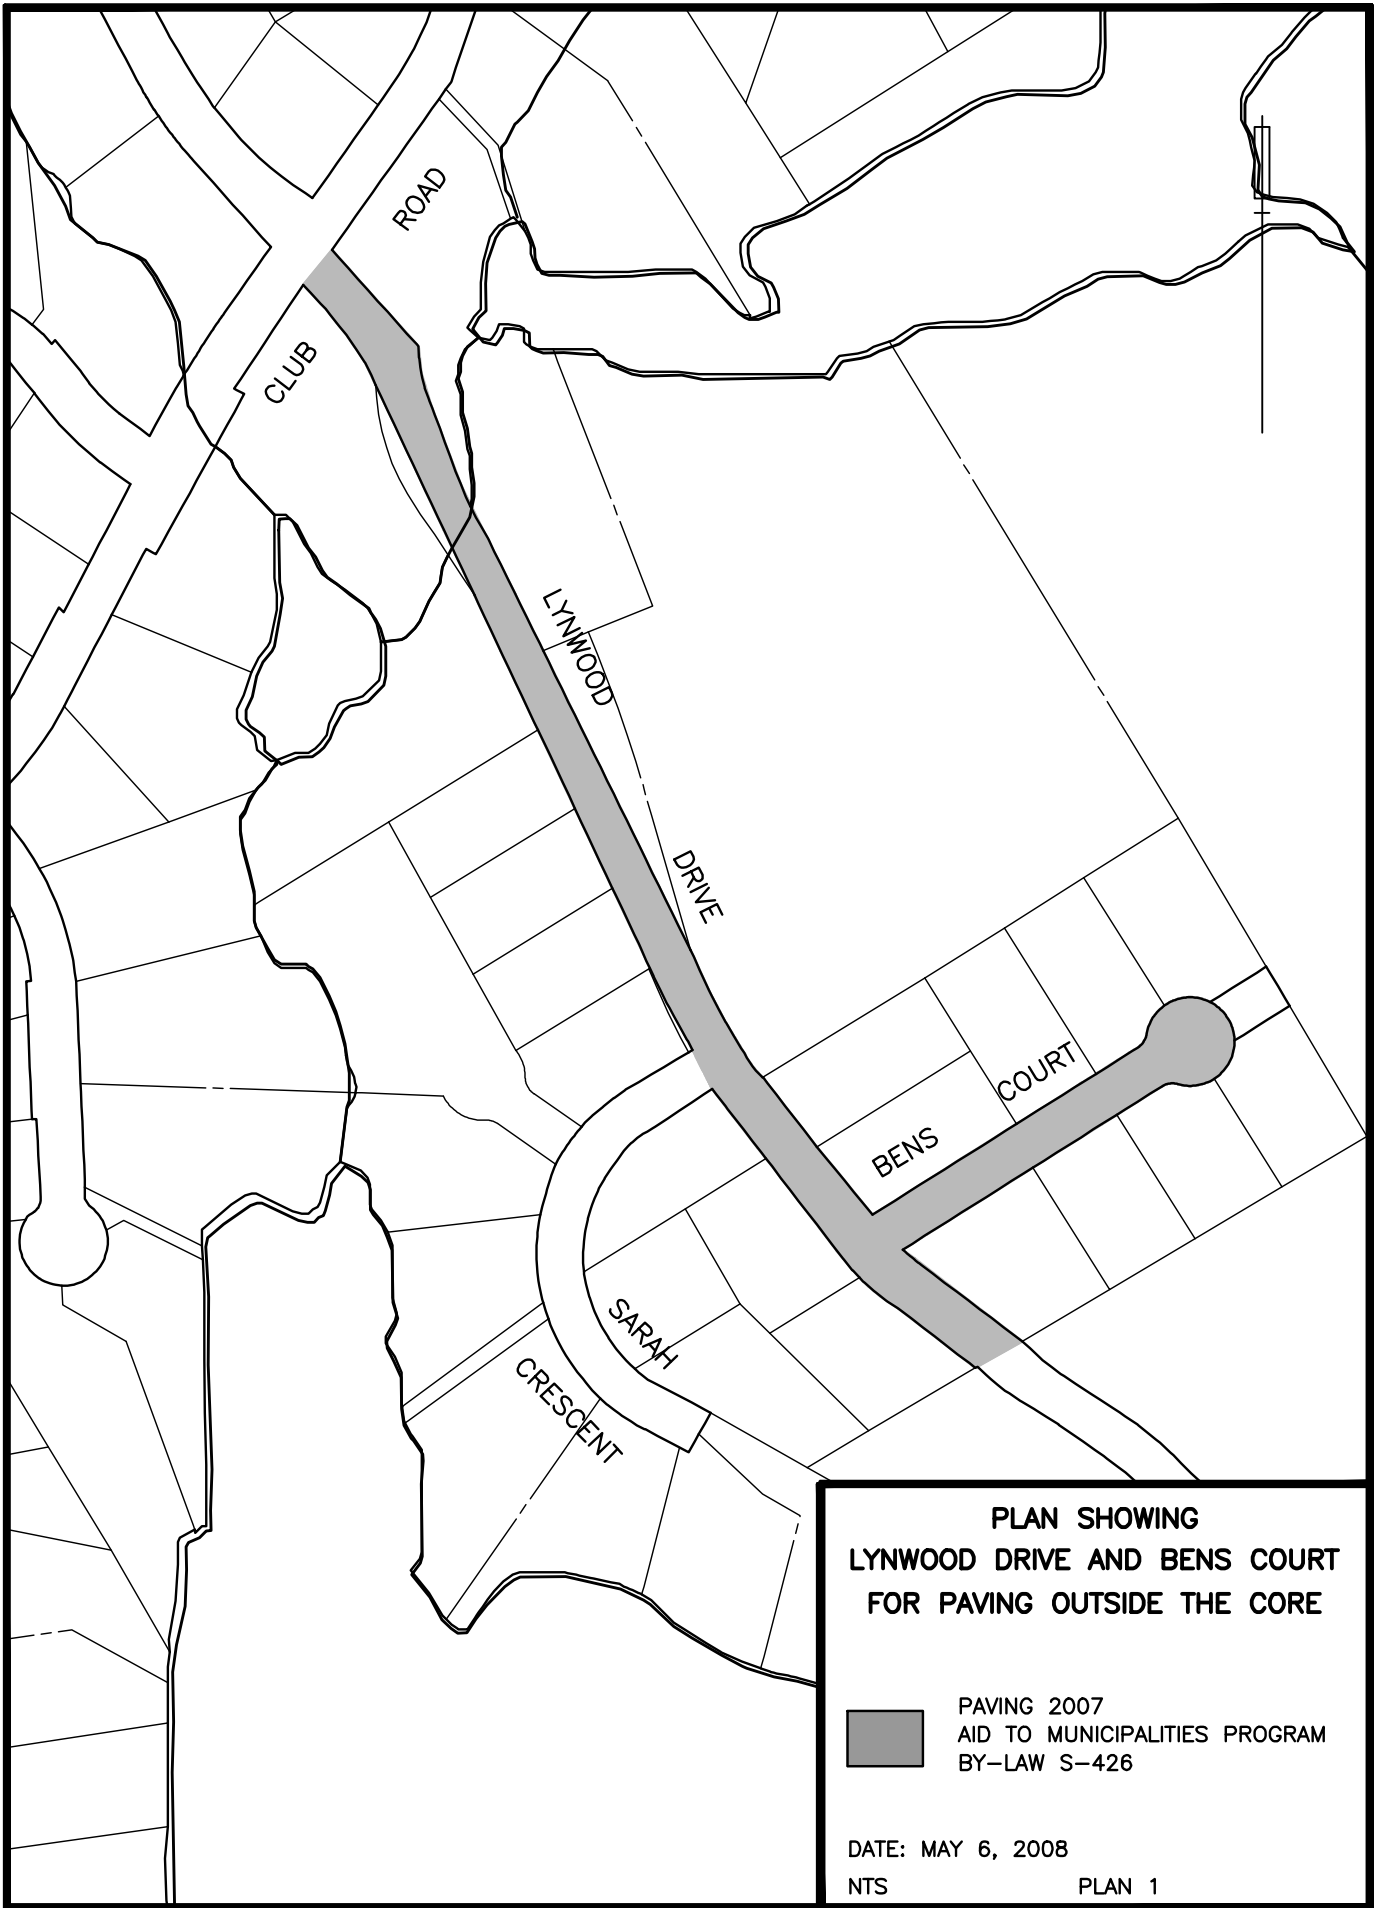 ROAD
CLUB
LYNWOOD
DRIVE
COURT
BENS
SARAH
CRESCENT
PLAN SHOWING
LYNWOOD DRIVE AND BENS COURT
FOR PAVING OUTSIDE THE CORE
PAVING 2007
AID TO MUNICIPALITIES PROGRAM
BY-LAW S-426
DATE: MAY 6, 2008
NTS PLAN 1